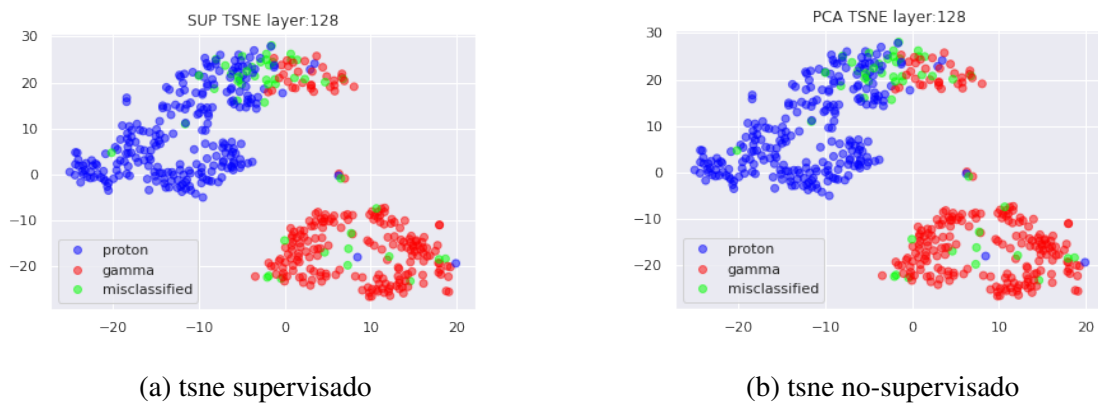 SUP TSNE layer:128
30
20
10
0
−10
−20
proton
gamma
misclassified
−20
−10
0
10
20
(a) tsne supervisado
PCA TSNE layer:128
30
20
10
0
−10
−20
proton
gamma
misclassified
−20
−10
0
10
20
(b) tsne no-supervisado